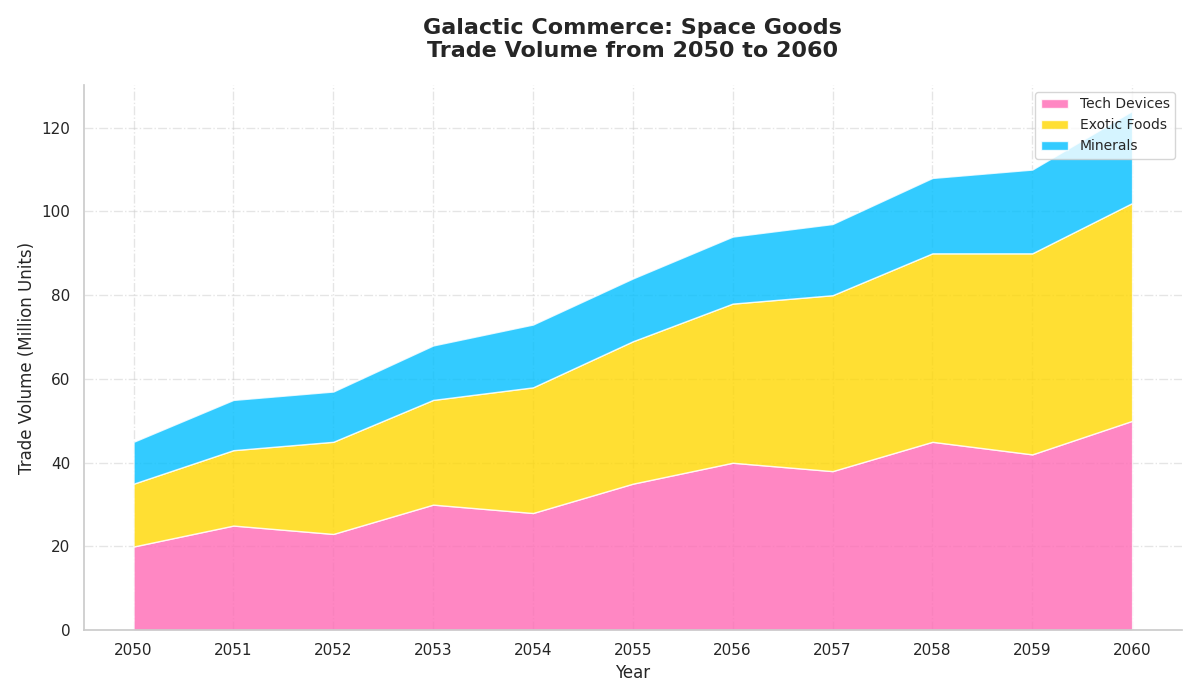 Galactic Commerce: Space Goods
Trade Volume from 2050 to 2060
Tech Devices
Exotic Foods
Minerals
Trade Volume (Million Units)
120
100
80
60
40
20
0
2050 2051 2052 2053 2054 2055 2056 2057 2058 2059 2060
Year